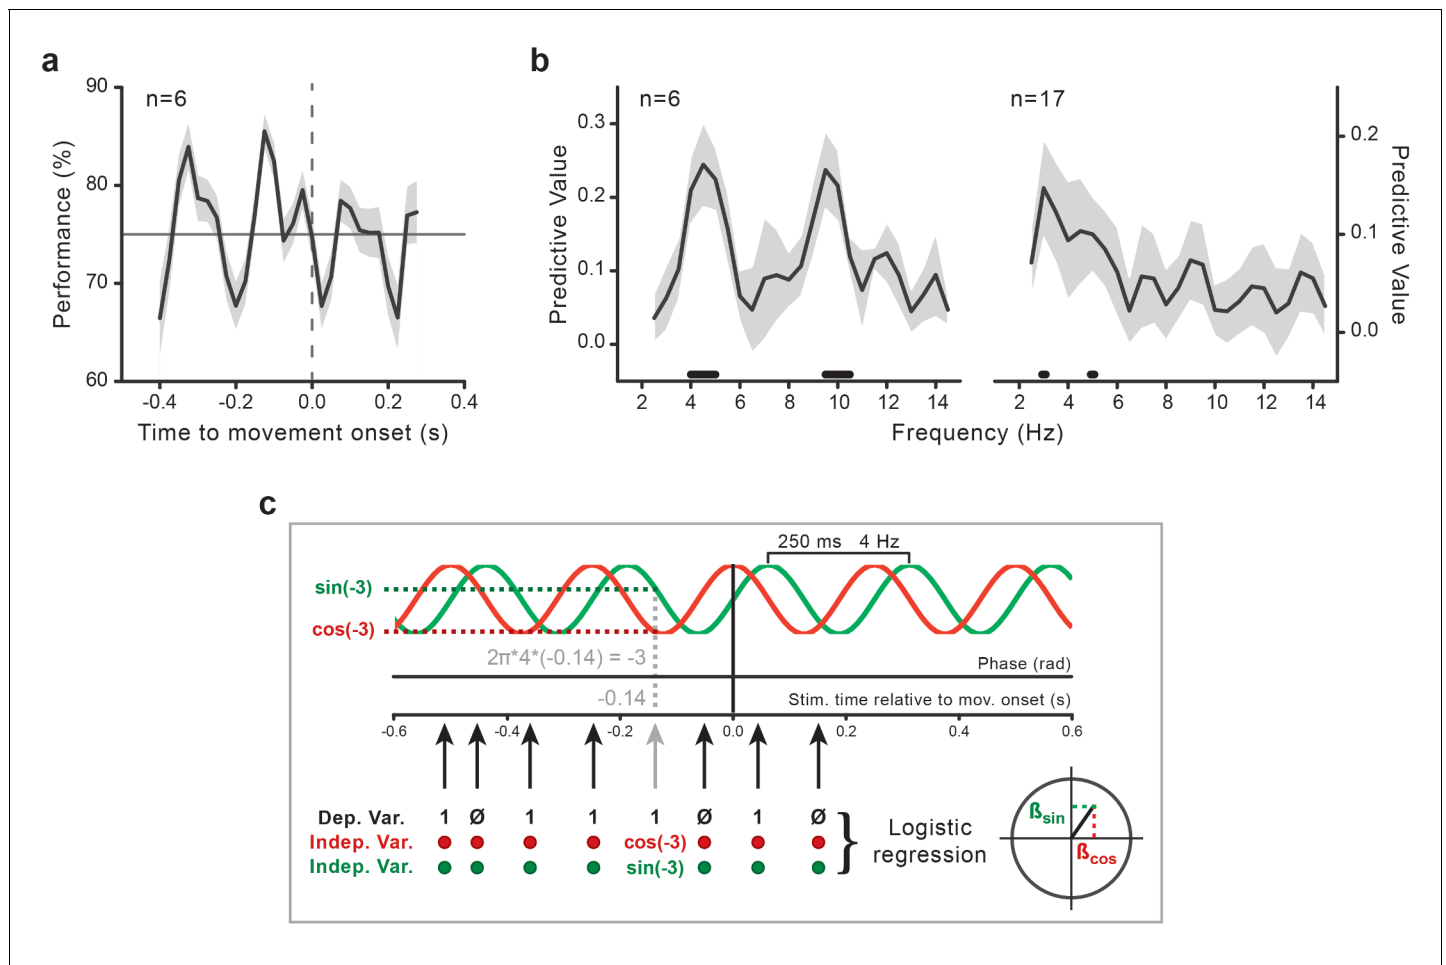 a
n=6
90
80
70
60
Performance (%)
-0.4 -0.2 0.0 0.2 0.4
Time to movement onset (s)
b
n=6
0.3
0.2
0.1
0.0
Predictive Value
2 4 6 8 10 12 14
n=17
0.2
0.1
0.0
Predictive Value
2 4 6 8 10 12 14
Frequency (Hz)
c
250 ms 4 Hz
sin(-3)
cos(-3)
2π*4*(-0.14) = -3
Phase (rad)
-0.14
Stim. time relative to mov. onset (s)
-0.6 -0.4 -0.2 0.0 0.2 0.4 0.6
Dep. Var. 1 Ø 1 1 1 Ø 1 Ø
Indep. Var. cos(-3)
Indep. Var. sin(-3)
Logistic
regression
ßsin
ßcos